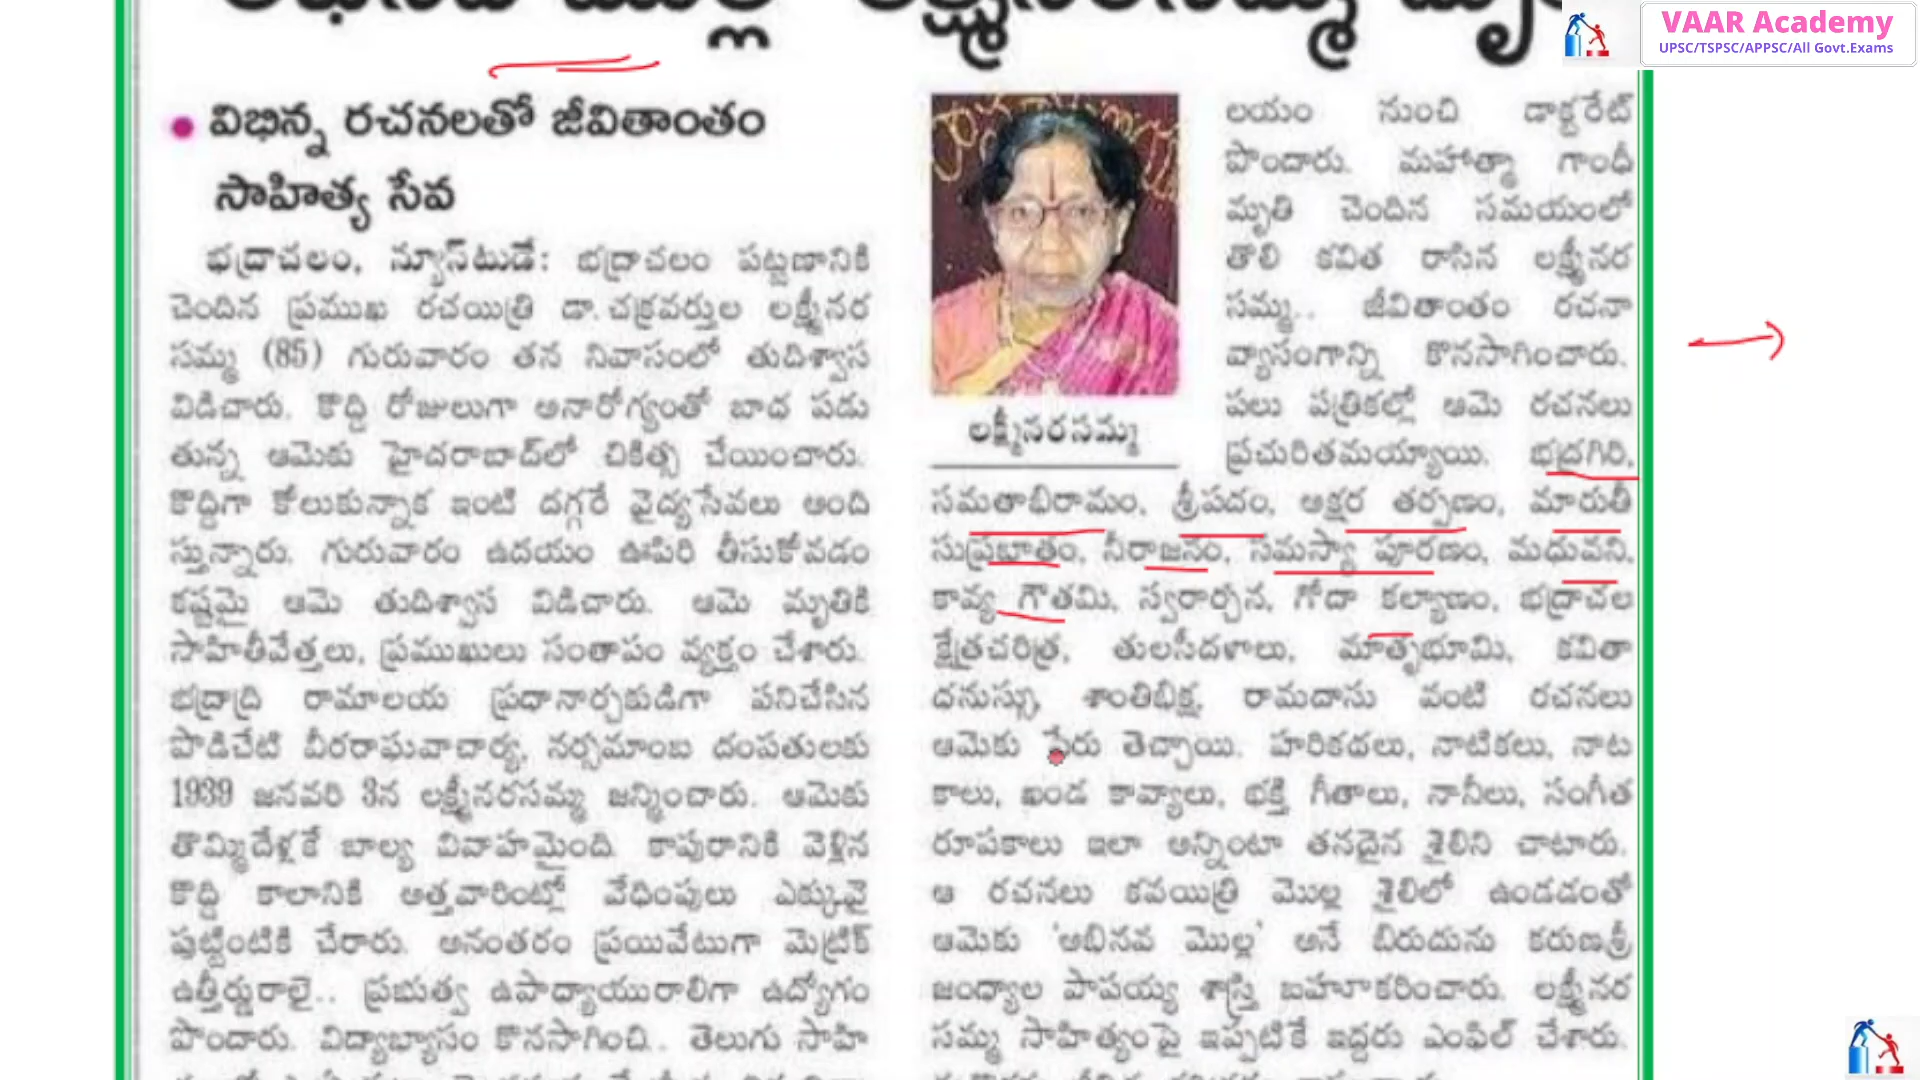 VAAR Academy
UPSC/TSPSC/APPSC/All Govt.Exams
విభిన్న రచనలతో జీవితాంతం
సాహిత్య సేవ
భద్రాచలం, న్యూస్‌టుడే: భద్రాచలం పట్టణానికి
చెందిన ప్రముఖ రచయిత్రి డా. చక్రవర్తుల లక్ష్మీనర
సమ్మ (85) గురువారం తన నివాసంలో తుదిశ్వాస
విడిచారు. కొద్ది రోజులుగా అనారోగ్యంతో బాధ పడు
తున్న ఆమెకు హైదరాబాద్‌లో చికిత్స చేయించారు.
కొద్దిగా కోలుకున్నాక ఇంటి దగ్గరే వైద్యసేవలు అంది
స్తున్నారు. గురువారం ఉదయం ఊపిరి తీసుకోవడం
కష్టమై ఆమె తుదిశ్వాస విడిచారు. ఆమె మృతికి
సాహితీవేత్తలు, ప్రముఖులు సంతాపం వ్యక్తం చేశారు.
భద్రాద్రి రామాలయ ప్రధానార్చకుడిగా పనిచేసిన
పొడిచేటి వీరరాఘవాచార్య, నర్సమాంబ దంపతులకు
1939 జనవరి 3న లక్ష్మీనరసమ్మ జన్మించారు. ఆమెకు
తొమ్మిదేళ్లకే బాల్య వివాహమైంది. కాపురానికి వెళ్లిన
కొద్ది కాలానికి అత్తవారింట్లో వేధింపులు ఎక్కువై
పుట్టింటికి చేరారు. అనంతరం ప్రయివేటుగా మెట్రిక్
ఉత్తీర్ణురాలై.. ప్రభుత్వ ఉపాధ్యాయురాలిగా ఉద్యోగం
పొందారు. విద్యాభ్యాసం కొనసాగించి.. తెలుగు సాహి
లక్ష్మీనరసమ్మ
లయం నుంచి డాక్టరేట్
పొందారు. మహాత్మా గాంధీ
మృతి చెందిన సమయంలో
తొలి కవిత రాసిన లక్ష్మీనర
సమ్మ.. జీవితాంతం రచనా
వ్యాసంగాన్ని కొనసాగించారు.
పలు పత్రికల్లో ఆమె రచనలు
ప్రచురితమయ్యాయి. భద్రగిరి,
సమతాభిరామం, శ్రీపదం, అక్షర తర్పణం, మారుతీ
సుప్రభాతం, నీరాజనం, సమస్యా పూరణం, మధువని,
కావ్య గౌతమి, స్వరార్చన, గోదా కల్యాణం, భద్రాచల
క్షేత్రచరిత్ర, తులసీదళాలు, మాతృభూమి, కవితా
ధనుస్సు, శాంతిభిక్ష, రామదాసు వంటి రచనలు
ఆమెకు పేరు తెచ్చాయి. హరికథలు, నాటికలు, నాట
కాలు, ఖండ కావ్యాలు, భక్తి గీతాలు, నానీలు, సంగీత
రూపకాలు ఇలా అన్నింటా తనదైన శైలిని చాటారు.
ఆ రచనలు కవయిత్రి మొల్ల శైలిలో ఉండడంతో
ఆమెకు 'అభినవ మొల్ల' అనే బిరుదును కరుణశ్రీ
జంధ్యాల పాపయ్య శాస్త్రి బహూకరించారు. లక్ష్మీనర
సమ్మ సాహిత్యంపై ఇప్పటికే ఇద్దరు ఎంఫిల్ చేశారు.